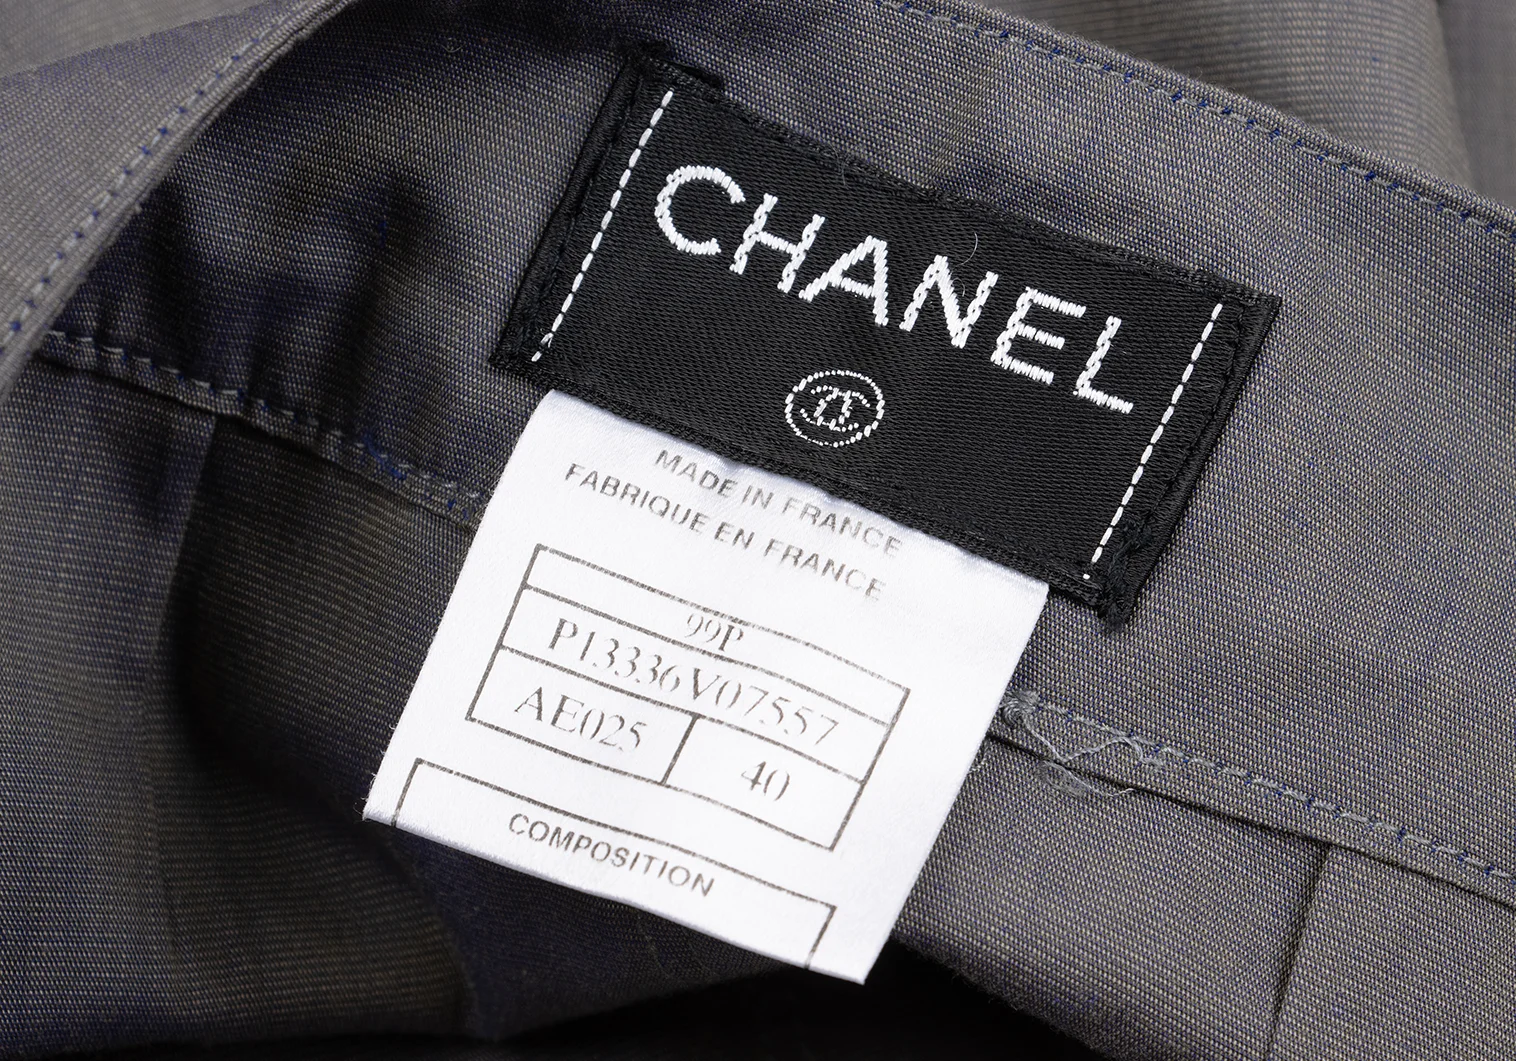 CHANEL
MADE IN FRANCE
FABRIQUE EN FRANCE
99P
P13336V07557
AE025 40
COMPOSITION